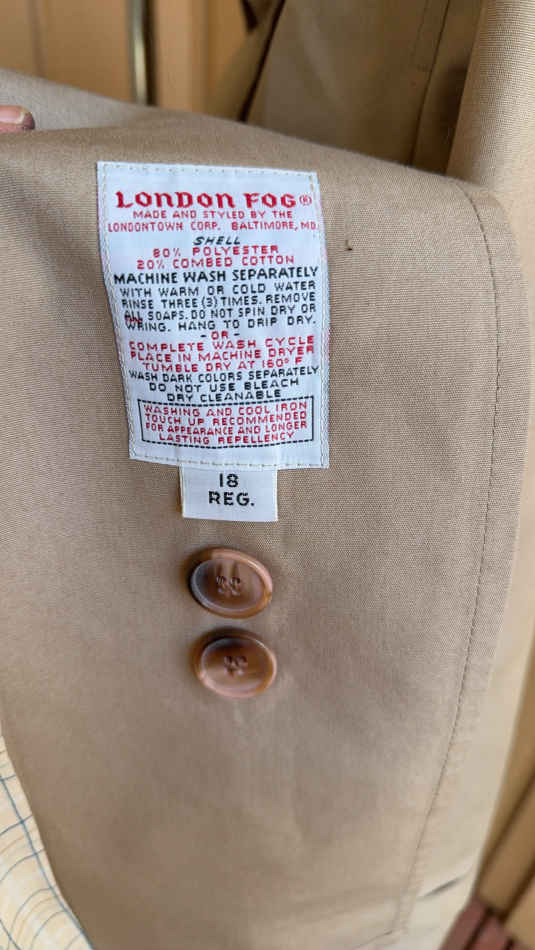 LONDON FOG®
MADE AND STYLED BY THE
LONDONTOWN CORP. BALTIMORE, MD.
SHELL
80% POLYESTER
20% COMBED COTTON
MACHINE WASH SEPARATELY
WITH WARM OR COLD WATER
RINSE THREE (3) TIMES. REMOVE
ALL SOAPS. DO NOT SPIN DRY OR
WRING. HANG TO DRIP DRY.
- OR -
COMPLETE WASH CYCLE
PLACE IN MACHINE DRYER
TUMBLE DRY AT 160° F
WASH DARK COLORS SEPARATELY
DO NOT USE BLEACH
DRY CLEANABLE
WASHING AND COOL IRON
TOUCH UP RECOMMENDED
FOR APPEARANCE AND LONGER
LASTING REPELLENCY
18
REG.